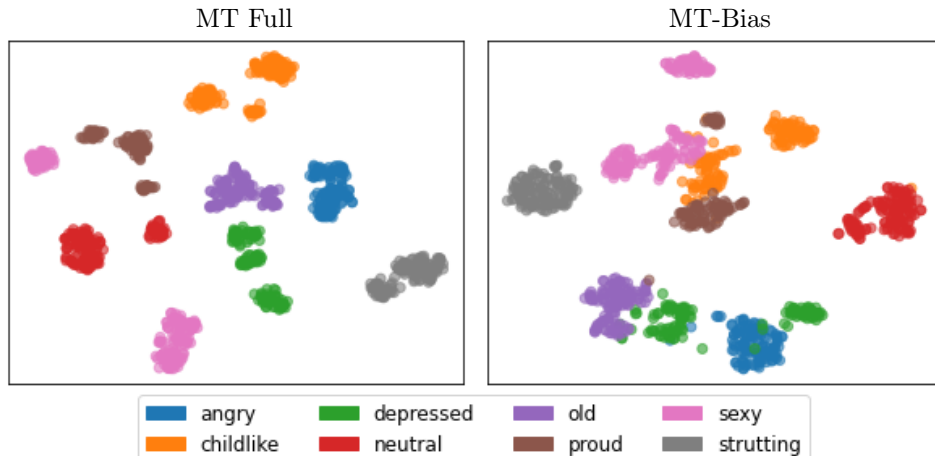 MT Full MT-Bias
angry depressed old sexy
childlike neutral proud strutting